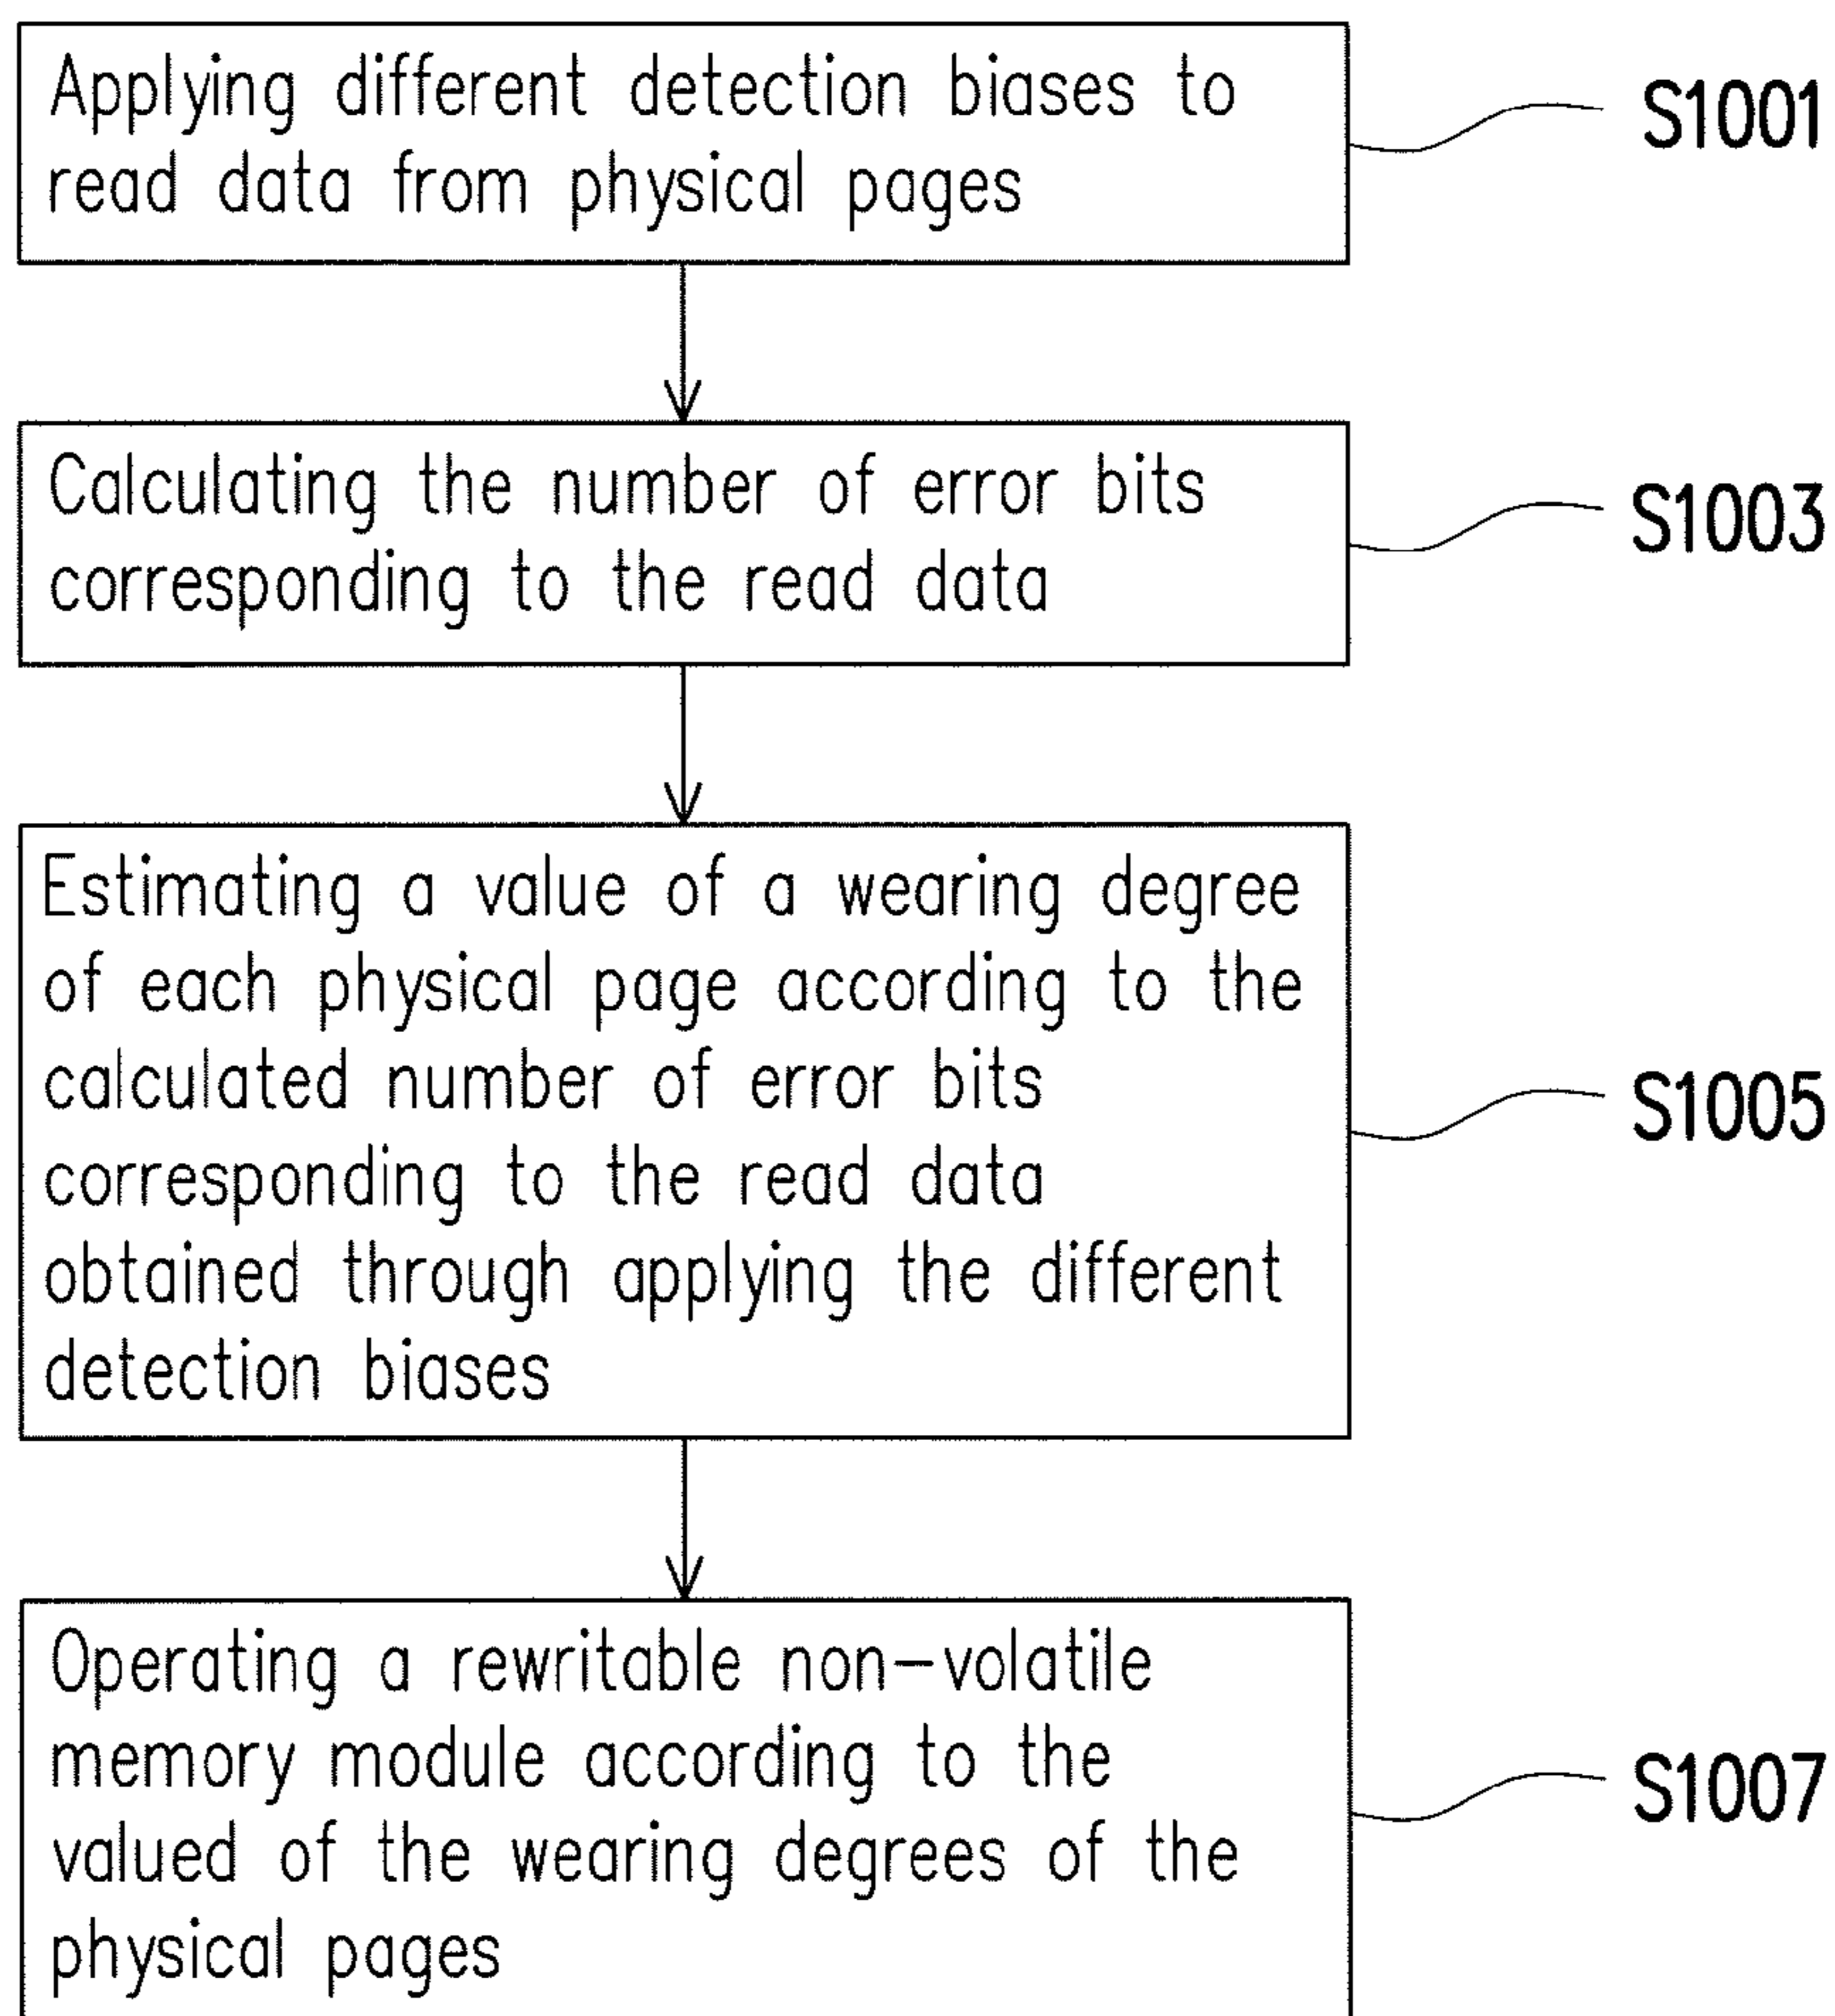 Applying different detection biases to
read data from physical pages
S1001
Calculating the number of error bits
corresponding to the read data
S1003
Estimating a value of a wearing degree
of each physical page according to the
calculated number of error bits
corresponding to the read data
obtained through applying the different
detection biases
S1005
Operating a rewritable non-volatile
memory module according to the
valued of the wearing degrees of the
physical pages
S1007